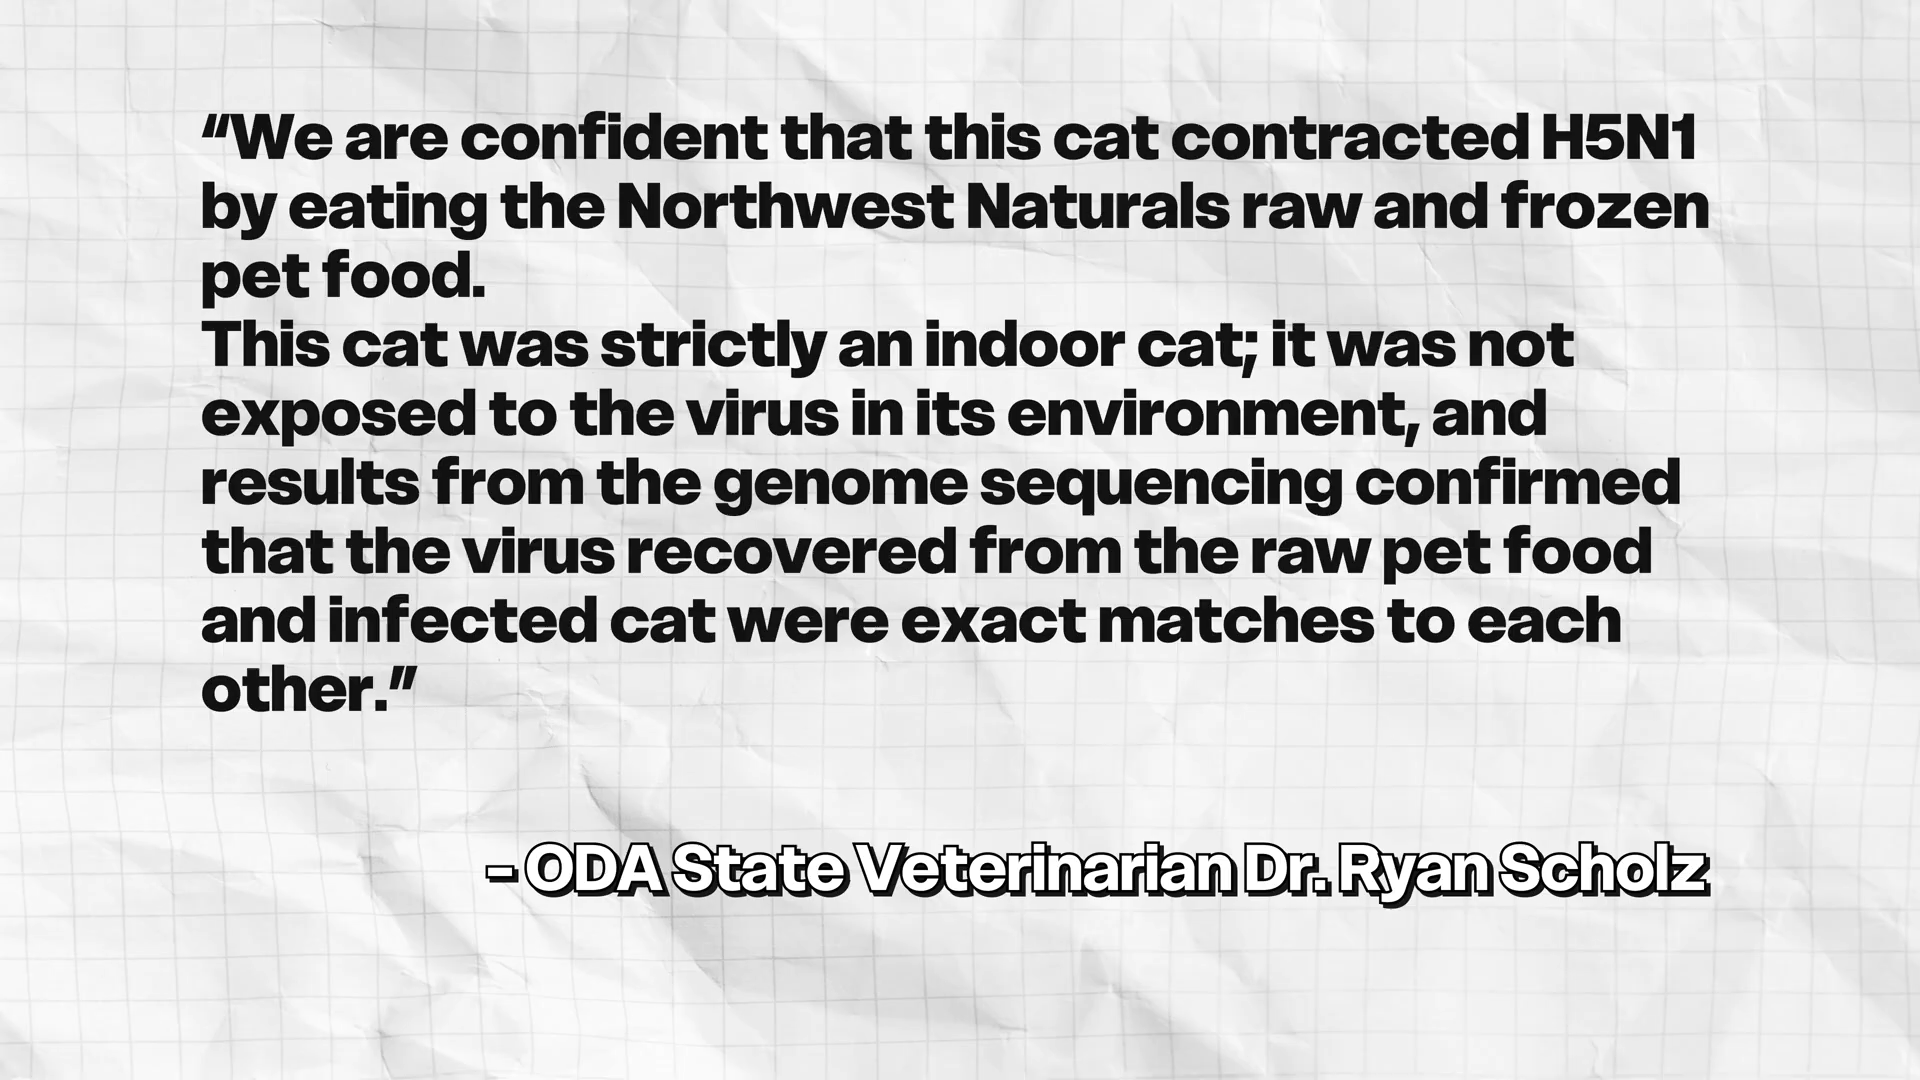 “We are confident that this cat contracted H5N1
by eating the Northwest Naturals raw and frozen
pet food.
This cat was strictly an indoor cat; it was not
exposed to the virus in its environment, and
results from the genome sequencing confirmed
that the virus recovered from the raw pet food
and infected cat were exact matches to each
other.”
- ODA State Veterinarian Dr. Ryan Scholz